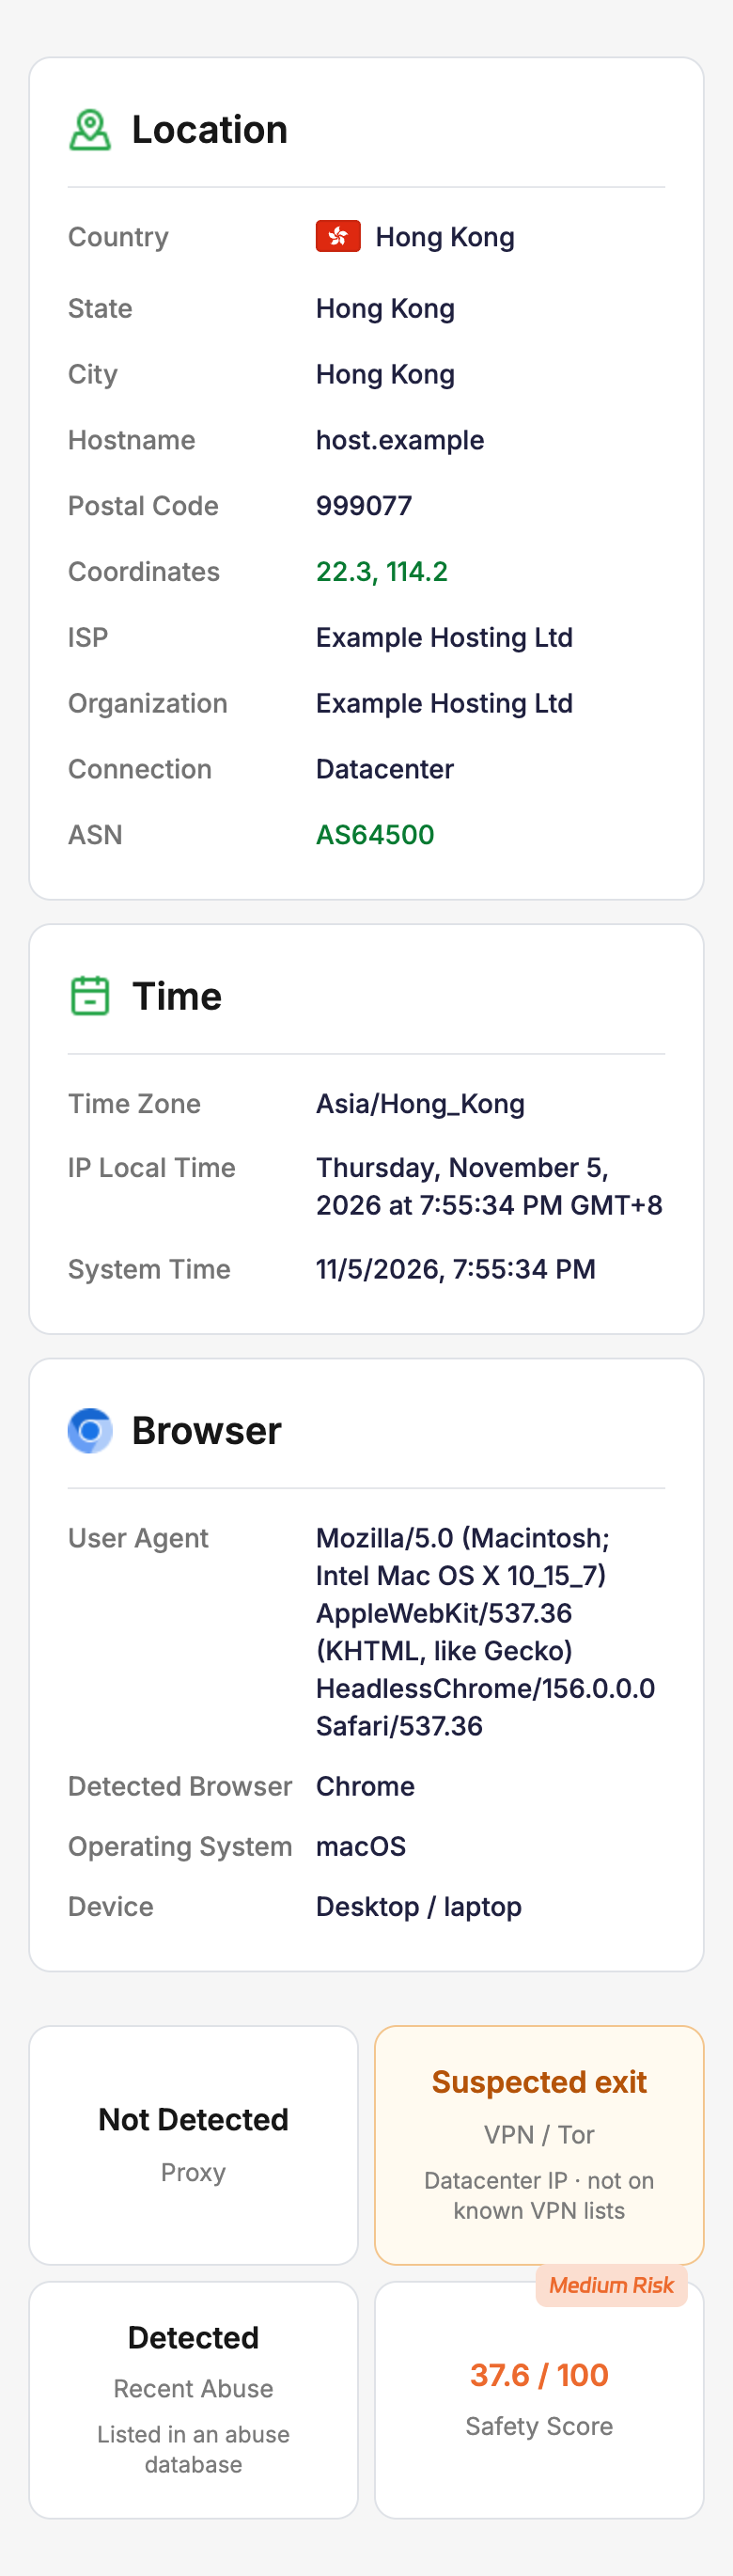 Location
Country Hong Kong
State Hong Kong
City Hong Kong
Hostname host.example
Postal Code 999077
Coordinates 22.3, 114.2
ISP Example Hosting Ltd
Organization Example Hosting Ltd
Connection Datacenter
ASN AS64500
Time
Time Zone Asia/Hong_Kong
IP Local Time Thursday, November 5,
2026 at 7:55:34 PM GMT+8
System Time 11/5/2026, 7:55:34 PM
Browser
User Agent Mozilla/5.0 (Macintosh;
Intel Mac OS X 10_15_7)
AppleWebKit/537.36
(KHTML, like Gecko)
HeadlessChrome/156.0.0.0
Safari/537.36
Detected Browser Chrome
Operating System macOS
Device Desktop / laptop
Not Detected
Proxy
Suspected exit
VPN / Tor
Datacenter IP · not on
known VPN lists
Detected
Recent Abuse
Listed in an abuse
database
Medium Risk
37.6 / 100
Safety Score